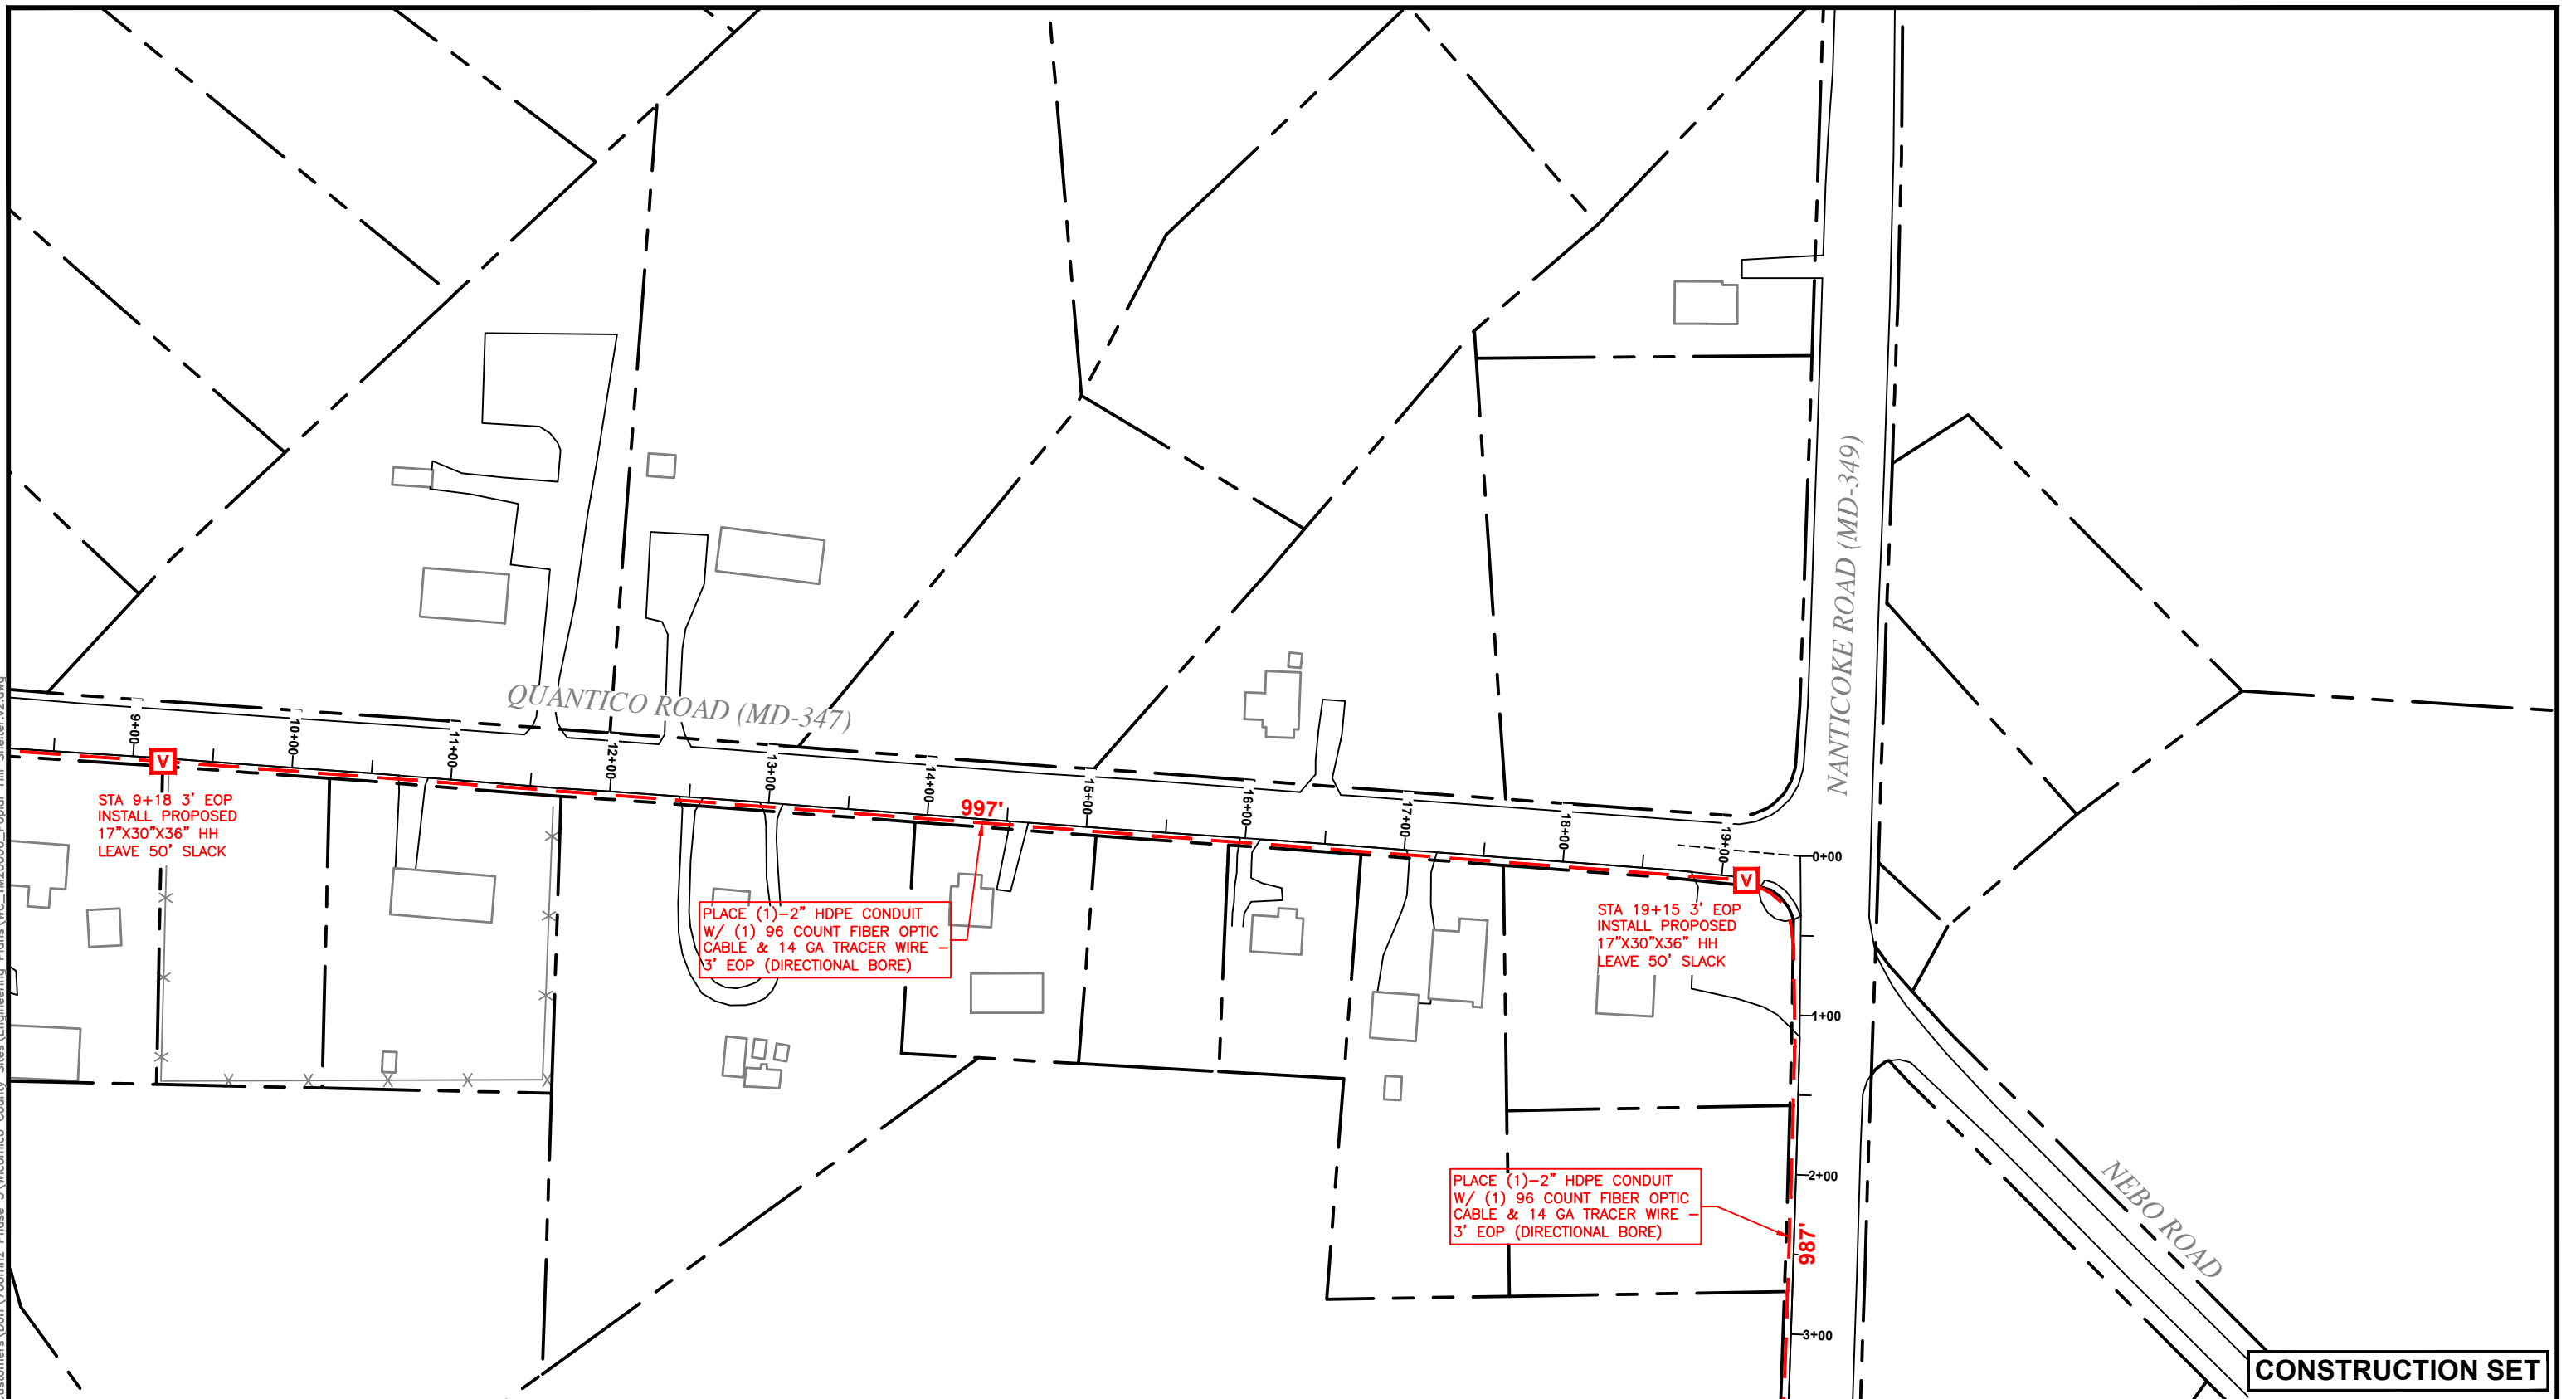 QUANTICO ROAD (MD-347)
NANTICOKE ROAD (MD-349)
NEBO ROAD
9+00
10+00
11+00
12+00
13+00
14+00
15+00
16+00
17+00
18+00
19+00
0+00
1+00
2+00
3+00
V
STA 9+18 3' EOP
INSTALL PROPOSED
17"X30"X36" HH
LEAVE 50' SLACK
997'
PLACE (1)-2" HDPE CONDUIT
W/ (1) 96 COUNT FIBER OPTIC
CABLE & 14 GA TRACER WIRE -
3' EOP (DIRECTIONAL BORE)
V
STA 19+15 3' EOP
INSTALL PROPOSED
17"X30"X36" HH
LEAVE 50' SLACK
PLACE (1)-2" HDPE CONDUIT
W/ (1) 96 COUNT FIBER OPTIC
CABLE & 14 GA TRACER WIRE -
3' EOP (DIRECTIONAL BORE)
987'
CONSTRUCTION SET